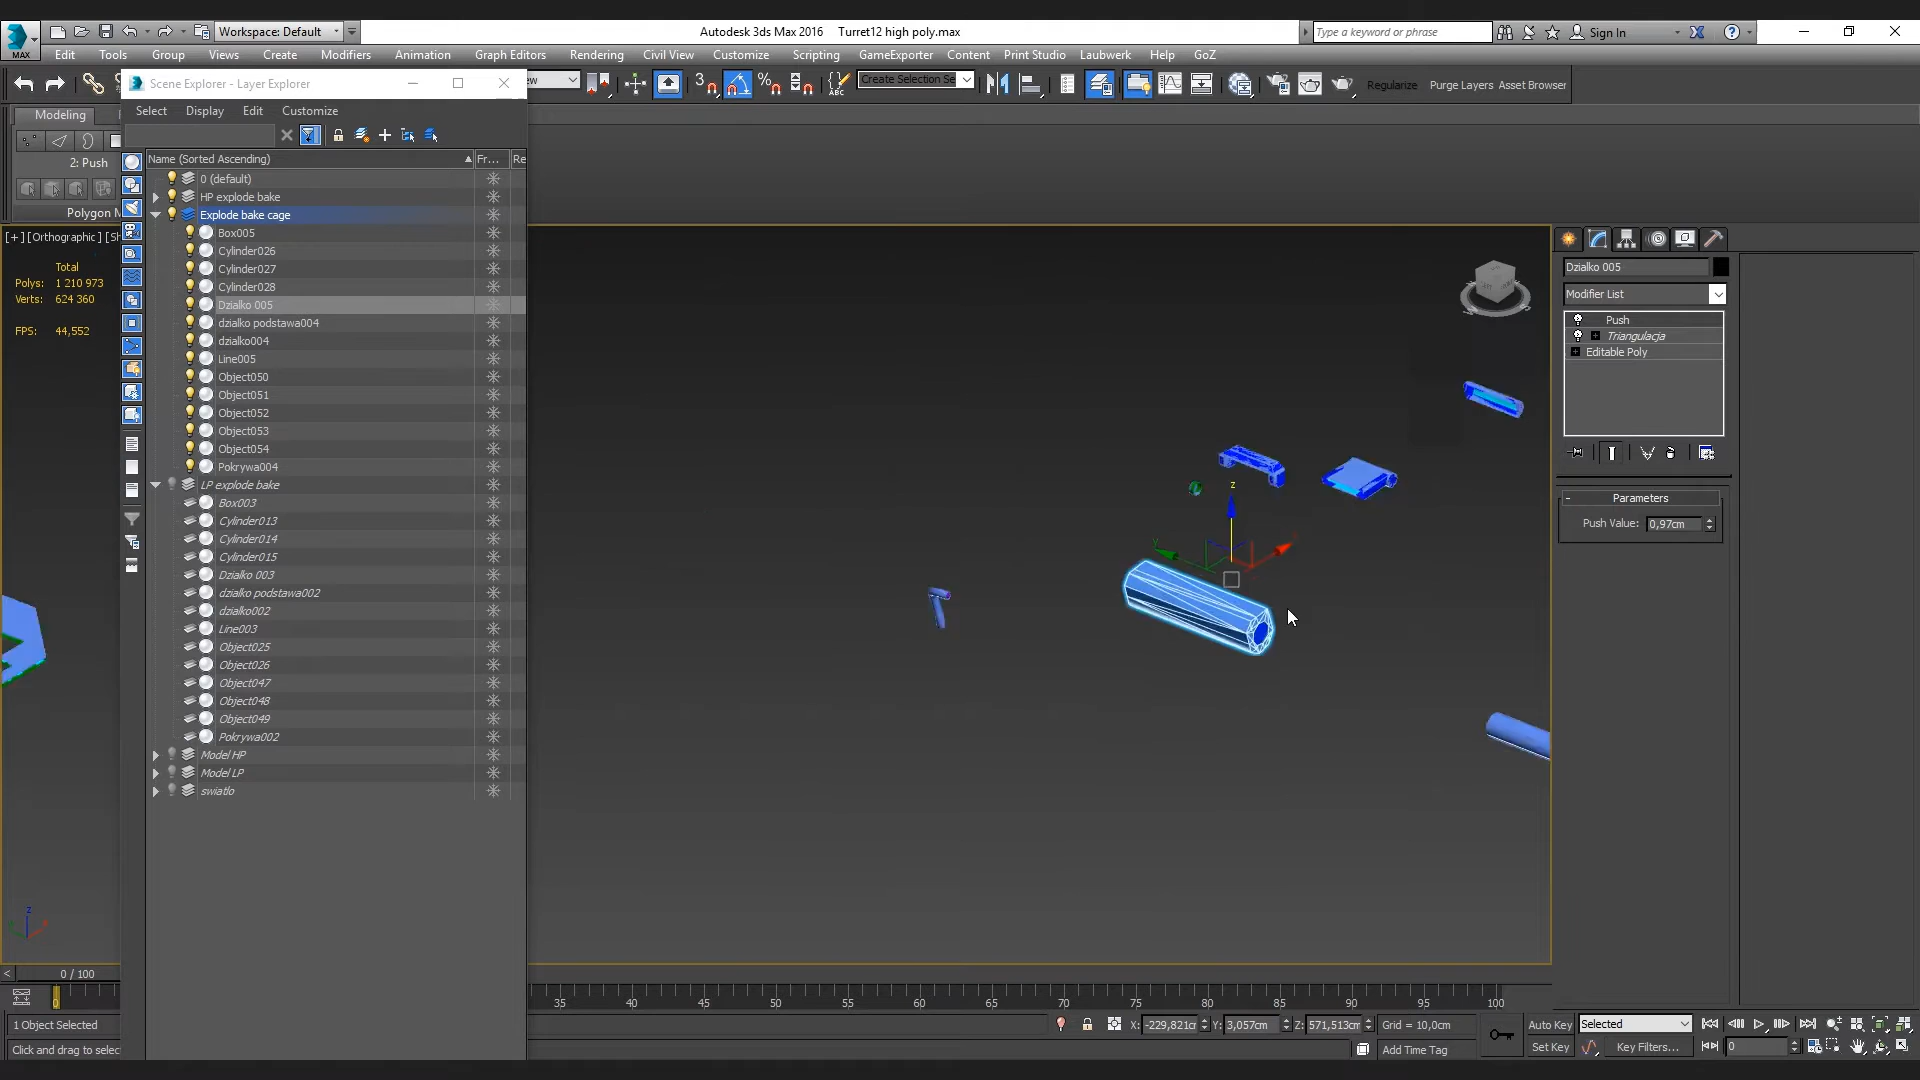 MAX
Workspace: Default
Autodesk 3ds Max 2016 Turret12 high poly.max
Type a keyword or phrase
Sign In
Edit Tools Group Views Create Modifiers Animation Graph Editors Rendering Civil View Customize Scripting GameExporter Content Print Studio Laubwerk Help GoZ
Scene Explorer - Layer Explorer
3
ABC
Create Selection Se
Regularize Purge Layers Asset Browser
Modeling
2: Push
Select Display Edit Customize
Name (Sorted Ascending) Fr... Re
[+] [Orthographic]
Total
Polys: 1 210 973
Verts: 624 360
FPS: 44,552
0 (default)
HP explode bake
Explode bake cage
Box005
Cylinder026
Cylinder027
Cylinder028
Dzialko 005
dzialko podstawa004
dzialko004
Line005
Object050
Object051
Object052
Object053
Object054
Pokrywa004
LP explode bake
Box003
Cylinder013
Cylinder014
Cylinder015
Dzialko 003
dzialko podstawa002
dzialko002
Line003
Object025
Object026
Object047
Object048
Object049
Pokrywa002
Model HP
Model LP
swiatlo
z
Dzialko 005
Modifier List
Push
Triangulacja
Editable Poly
Parameters
Push Value: 0,97cm
0 / 100
0 35 40 45 50 55 60 65 70 75 80 85 90 95 100
1 Object Selected
X: -229,821cr Y: 3,057cm Z: 571,513cm
Grid = 10,0cm
Auto Key Selected
Click and drag to selec
Add Time Tag
Set Key Key Filters...
0